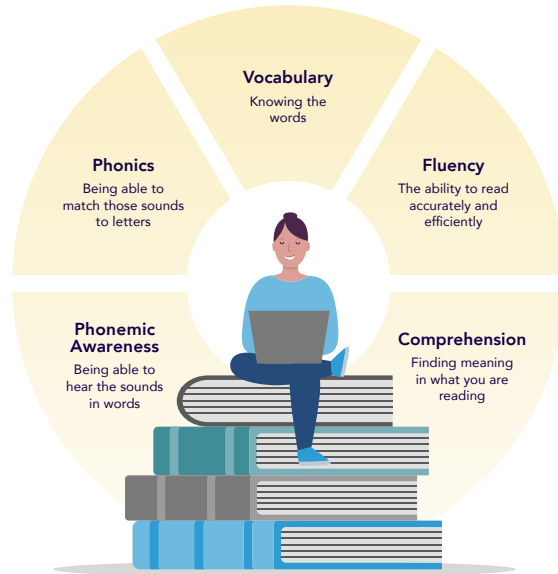 Phonemic
Awareness
Being able to
hear the sounds
in words
Phonics
Being able to
match those sounds
to letters
Vocabulary
Knowing the
words
Fluency
The ability to read
accurately and
efficiently
Comprehension
Finding meaning
in what you are
reading